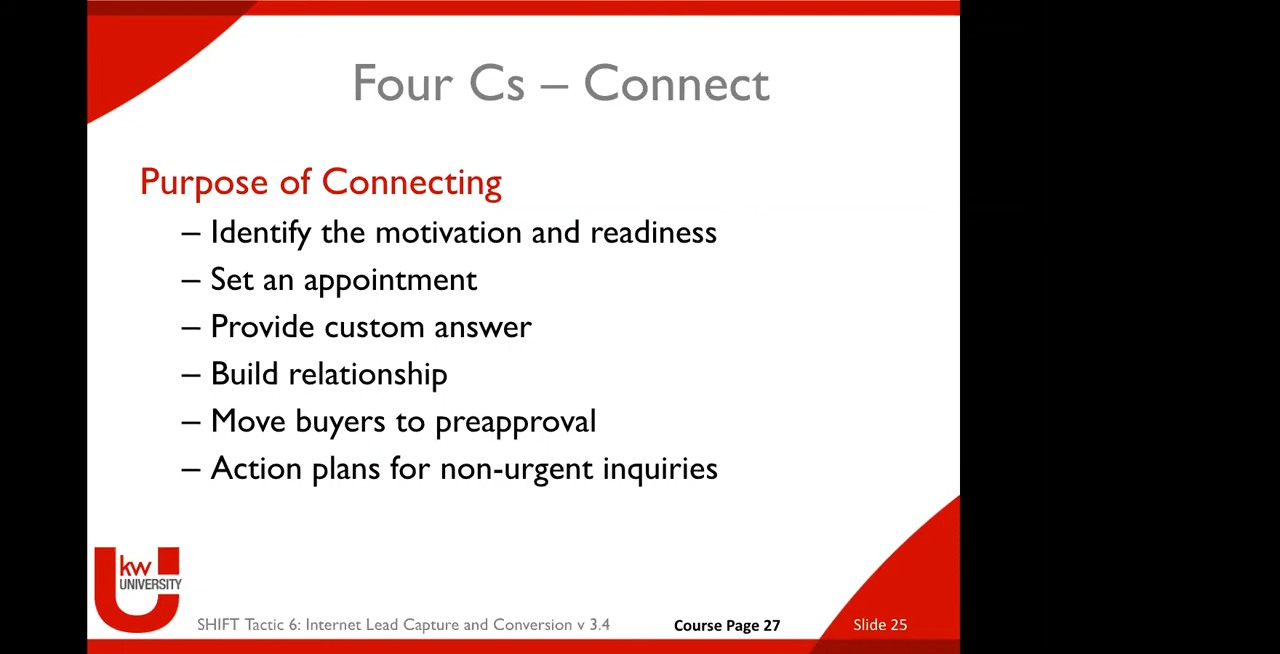 Four Cs – Connect
Purpose of Connecting
– Identify the motivation and readiness
– Set an appointment
– Provide custom answer
– Build relationship
– Move buyers to preapproval
– Action plans for non-urgent inquiries
kw
UNIVERSITY
SHIFT Tactic 6: Internet Lead Capture and Conversion v 3.4 Course Page 27 Slide 25